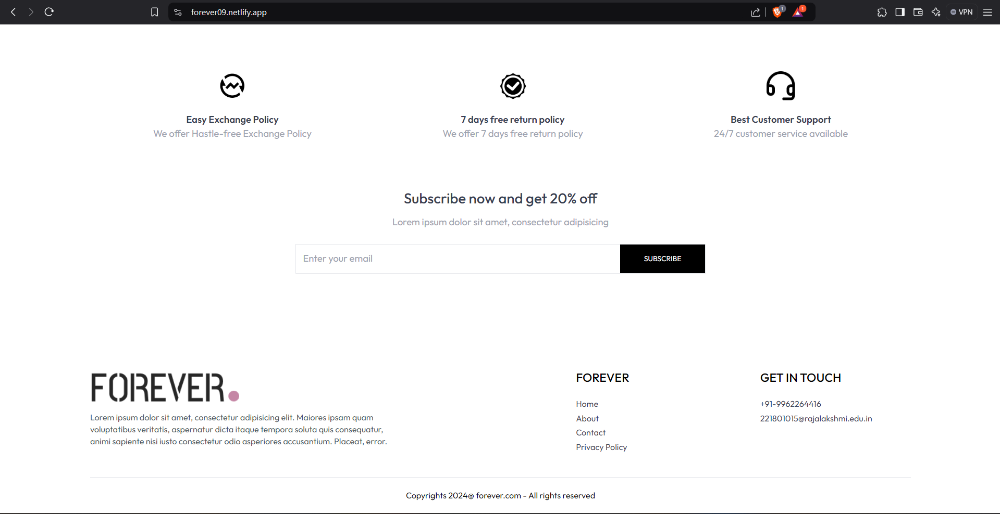 forever09.netlify.app
1
1
VPN
Easy Exchange Policy
We offer Hastle-free Exchange Policy
7 days free return policy
We offer 7 days free return policy
Best Customer Support
24/7 customer service available
Subscribe now and get 20% off
Lorem ipsum dolor sit amet, consectetur adipisicing
Enter your email
SUBSCRIBE
FOREVER.
Lorem ipsum dolor sit amet, consectetur adipisicing elit. Maiores ipsam quam
voluptatibus veritatis, aspernatur dicta itaque tempora soluta quis consequatur,
animi sapiente nisi iusto consectetur odio asperiores accusantium. Placeat, error.
FOREVER
Home
About
Contact
Privacy Policy
GET IN TOUCH
+91-9962264416
221801015@rajalakshmi.edu.in
Copyrights 2024@ forever.com - All rights reserved